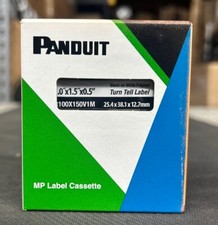 PANDUIT
.0"x1.5"x0.5" Turn Tell Label
100X150V1M 25.4 x 38.1 x 12.7mm
MP Label Cassette